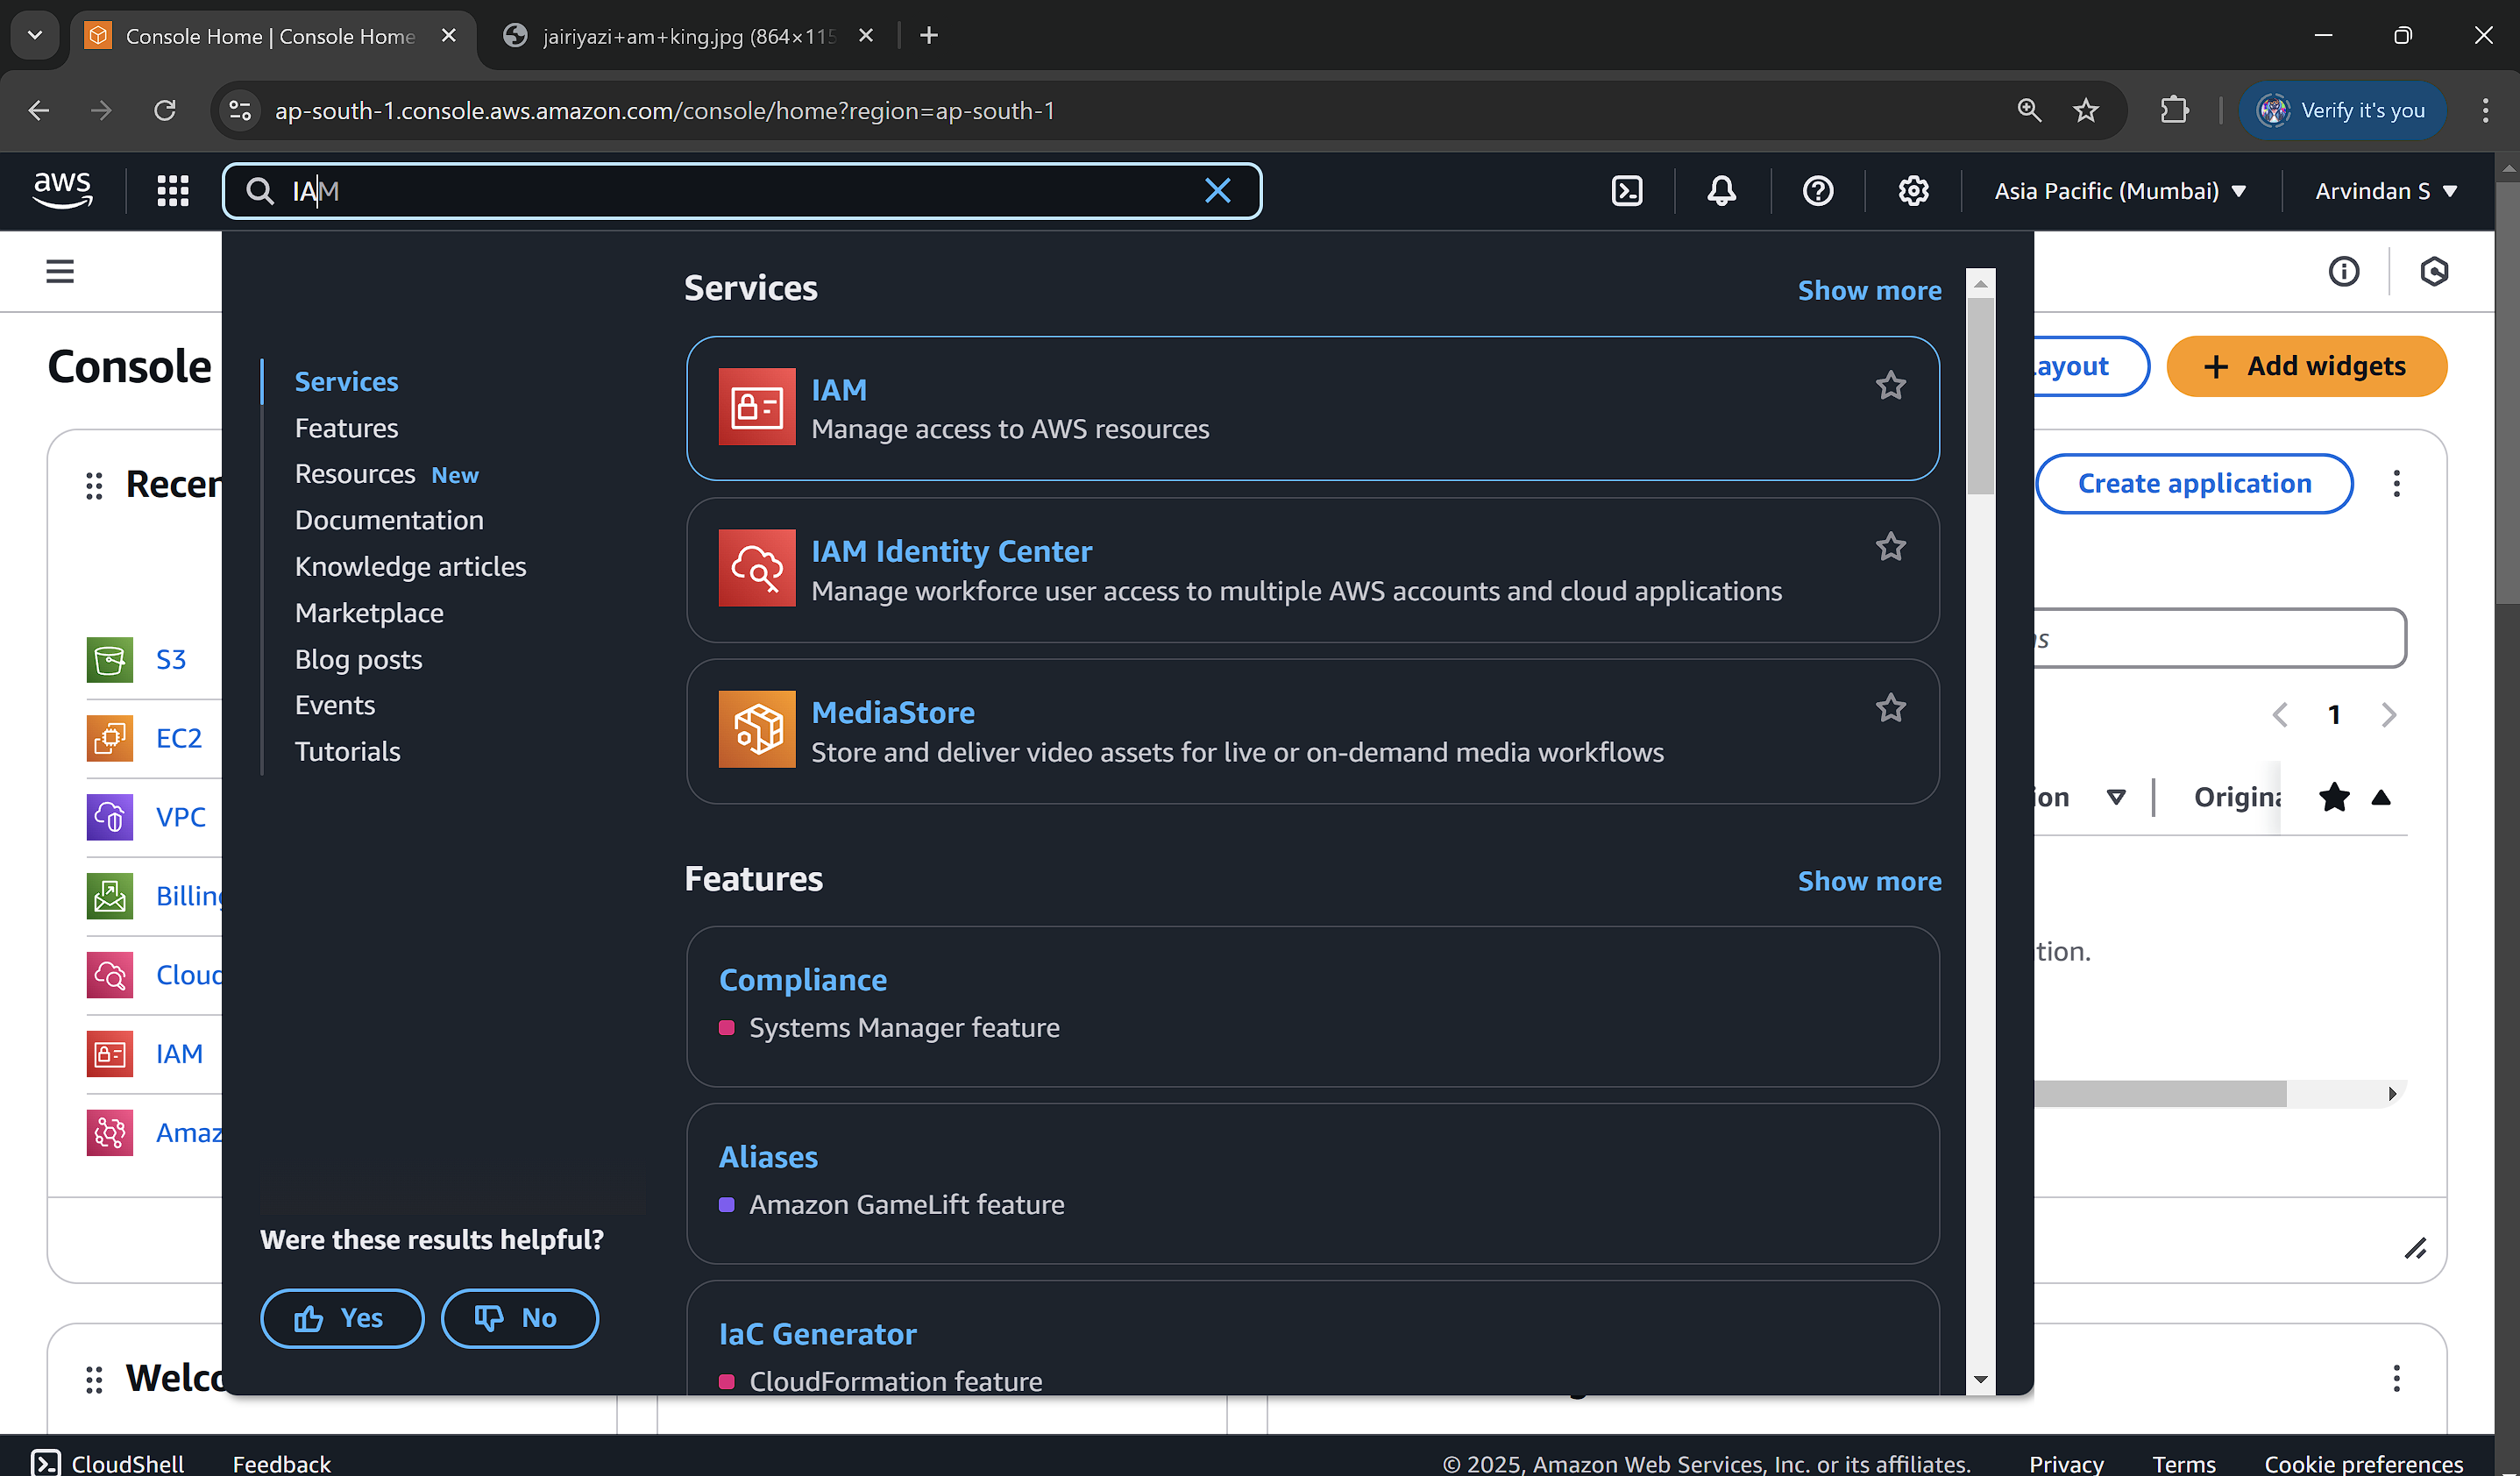 Console Home | Console Home
jairiyazi+am+king.jpg (864×115
ap-south-1.console.aws.amazon.com/console/home?region=ap-south-1
Verify it's you
aws
IAM
Asia Pacific (Mumbai)
Arvindan S
Console
ayout
Add widgets
Recen
Create application
S3
EC2
VPC
Billing
Cloud
IAM
Amaz
Services
Features
Resources New
Documentation
Knowledge articles
Marketplace
Blog posts
Events
Tutorials
Were these results helpful?
Yes
No
Services
Show more
IAM
Manage access to AWS resources
IAM Identity Center
Manage workforce user access to multiple AWS accounts and cloud applications
MediaStore
Store and deliver video assets for live or on-demand media workflows
Features
Show more
Compliance
Systems Manager feature
Aliases
Amazon GameLift feature
IaC Generator
CloudFormation feature
1
ion
Origina
tion.
Welco
CloudShell
Feedback
© 2025, Amazon Web Services, Inc. or its affiliates.
Privacy
Terms
Cookie preferences